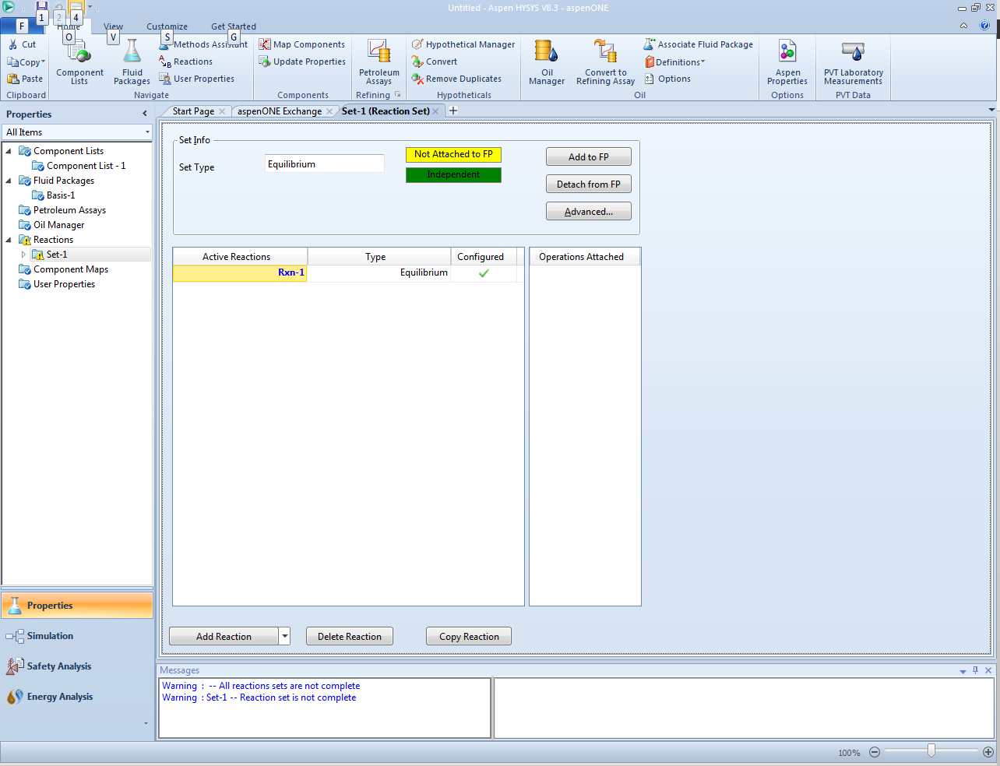 Untitled - Aspen HYSYS V8.3 - aspenONE
1 2 4
F Home View Customize Get Started
O V S G
Cut
Copy
Paste
Clipboard
Component Lists
Fluid Packages
Methods Assistant
Reactions
User Properties
Navigate
Map Components
Update Properties
Components
Petroleum Assays
Refining
Hypothetical Manager
Convert
Remove Duplicates
Hypotheticals
Oil Manager
Convert to Refining Assay
Associate Fluid Package
Definitions
Options
Oil
Aspen Properties
Options
PVT Laboratory Measurements
PVT Data
Properties
All Items
Component Lists
Component List - 1
Fluid Packages
Basis-1
Petroleum Assays
Oil Manager
Reactions
Set-1
Component Maps
User Properties
Properties
Simulation
Safety Analysis
Energy Analysis
Start Page aspenONE Exchange Set-1 (Reaction Set)
Set Info
Set Type Equilibrium
Not Attached to FP
Independent
Add to FP
Detach from FP
Advanced...
Active Reactions Type Configured
Rxn-1 Equilibrium
Operations Attached
Add Reaction Delete Reaction Copy Reaction
Messages
Warning : -- All reactions sets are not complete
Warning : Set-1 -- Reaction set is not complete
100%